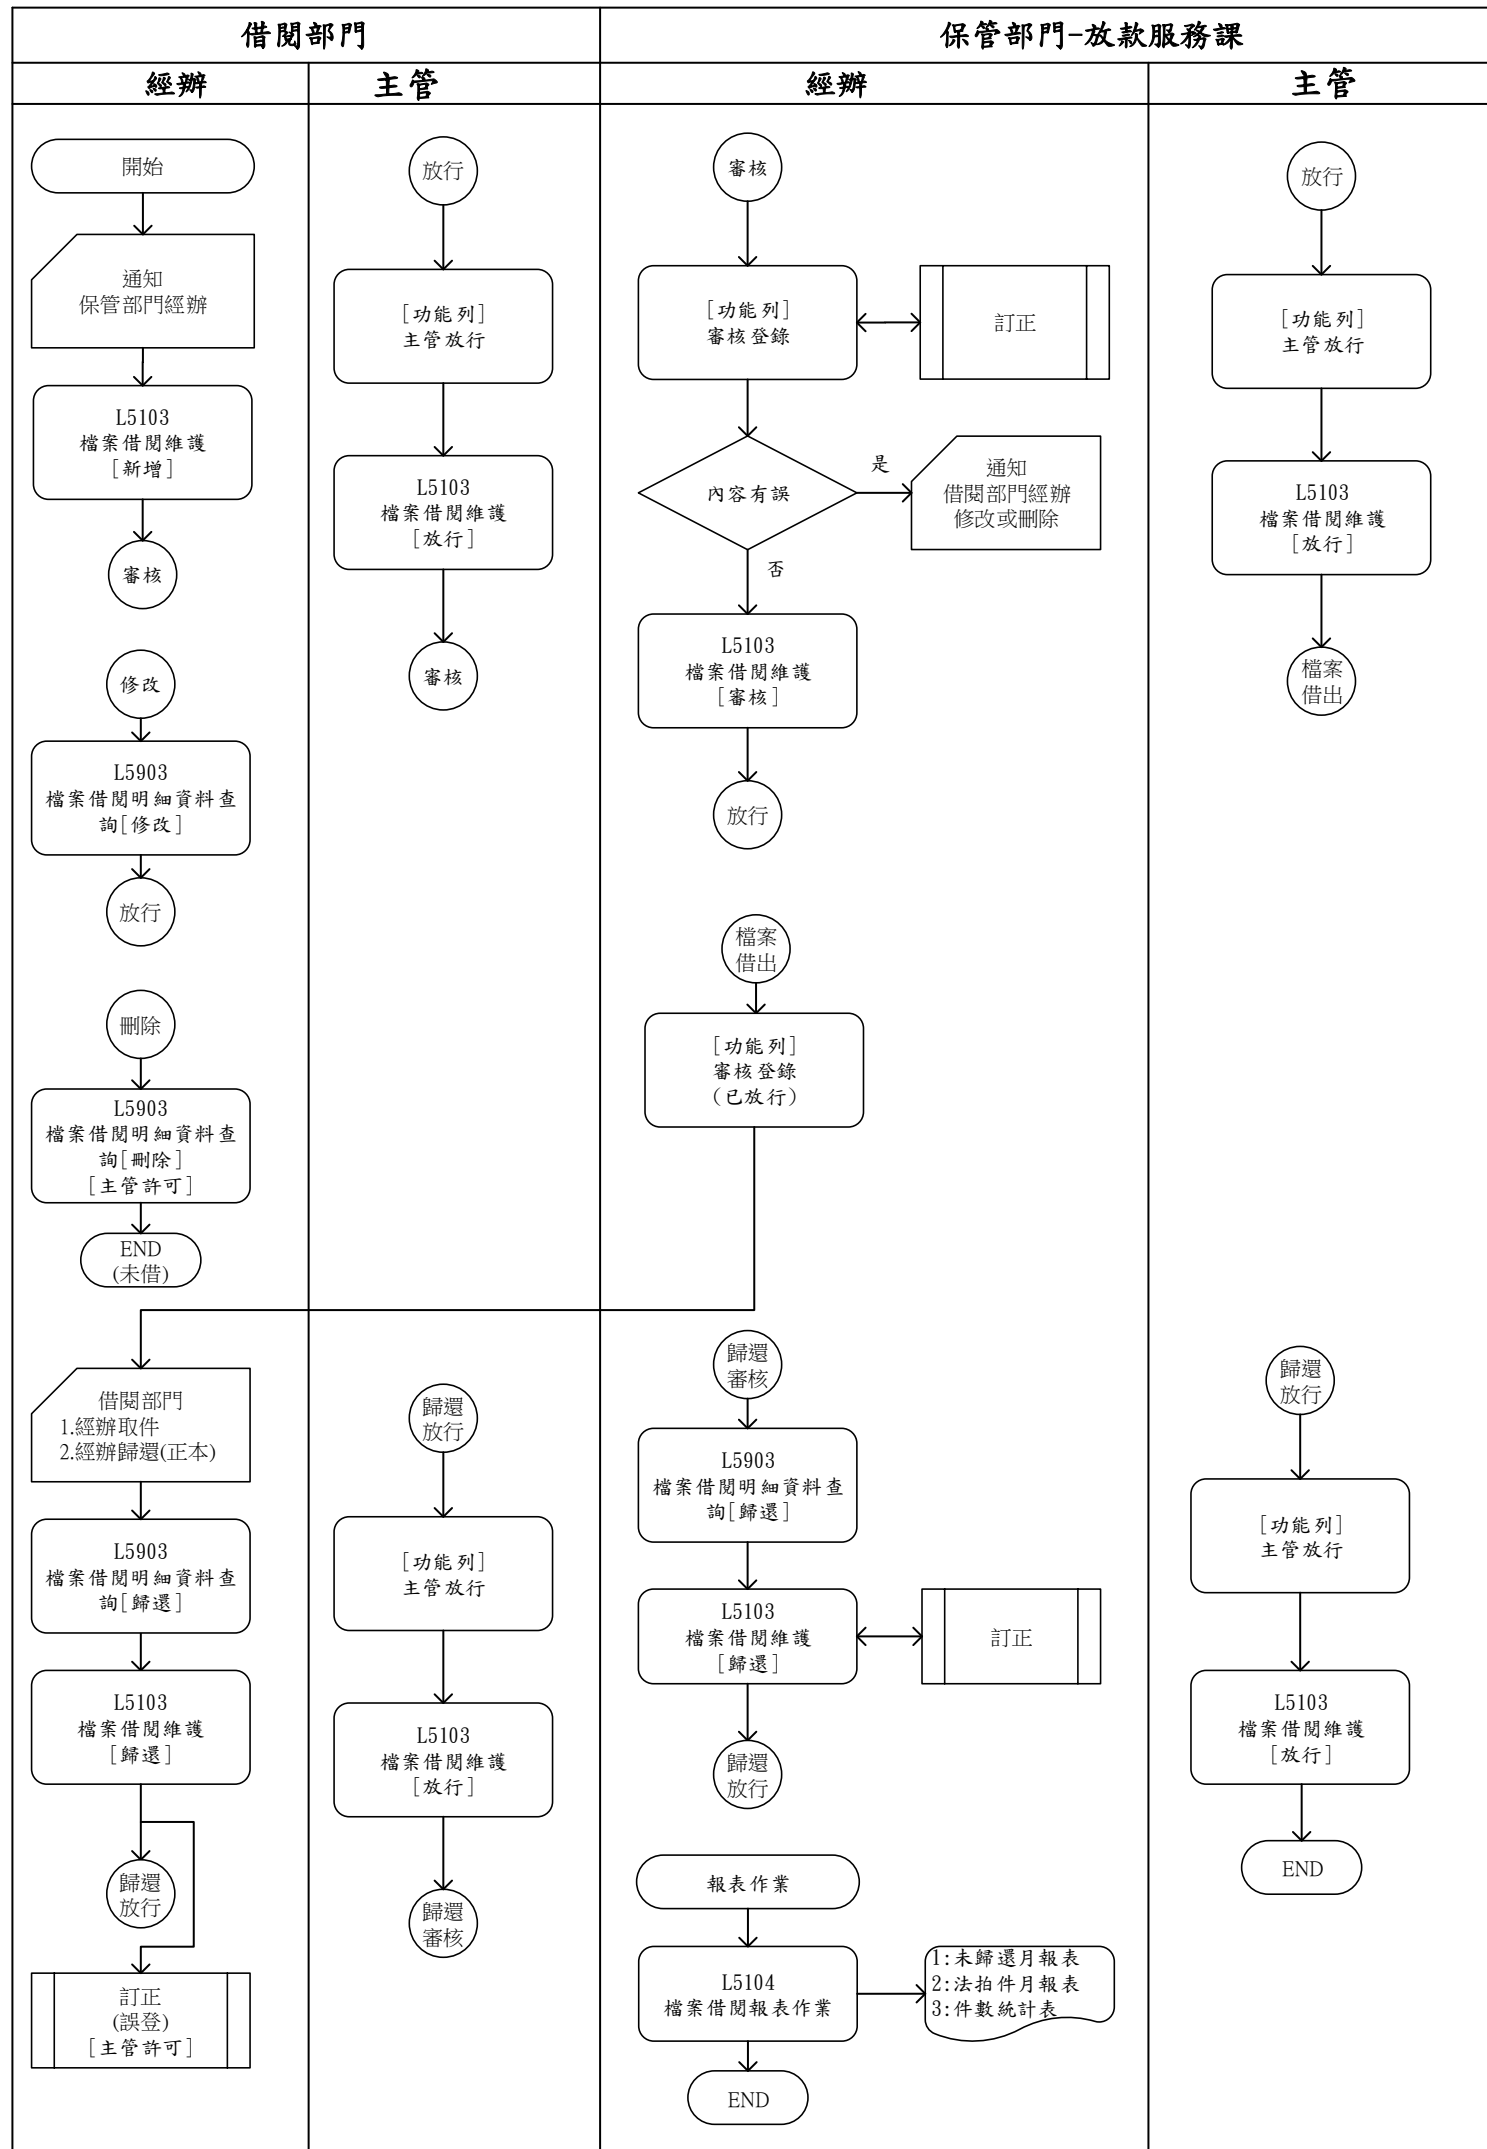 借閱部門
保管部門-放款服務課
經辦
主管
經辦
主管
開始
通知
保管部門經辦
L5103
檔案借閱維護
[新增]
審核
修改
L5903
檔案借閱明細資料查
詢[修改]
放行
刪除
L5903
檔案借閱明細資料查
詢[刪除]
[主管許可]
END
(未借)
借閱部門
1.經辦取件
2.經辦歸還(正本)
L5903
檔案借閱明細資料查
詢[歸還]
L5103
檔案借閱維護
[歸還]
歸還
放行
訂正
(誤登)
[主管許可]
放行
[功能列]
主管放行
L5103
檔案借閱維護
[放行]
審核
歸還
放行
[功能列]
主管放行
L5103
檔案借閱維護
[放行]
歸還
審核
審核
[功能列]
審核登錄
訂正
內容有誤
是
通知
借閱部門經辦
修改或刪除
否
L5103
檔案借閱維護
[審核]
放行
檔案
借出
[功能列]
審核登錄
(已放行)
歸還
審核
L5903
檔案借閱明細資料查
詢[歸還]
L5103
檔案借閱維護
[歸還]
訂正
歸還
放行
報表作業
L5104
檔案借閱報表作業
1:未歸還月報表
2:法拍件月報表
3:件數統計表
END
放行
[功能列]
主管放行
L5103
檔案借閱維護
[放行]
檔案
借出
歸還
放行
[功能列]
主管放行
L5103
檔案借閱維護
[放行]
END